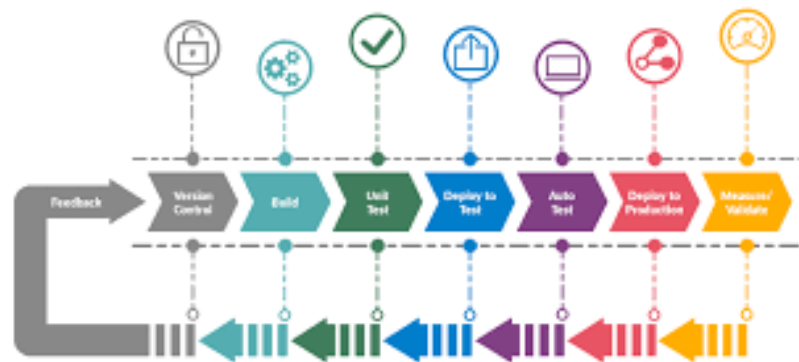 Feedback
Version
Control
Build
Unit
Test
Deploy to
Test
Auto
Test
Deploy to
Production
Measure/
Validate